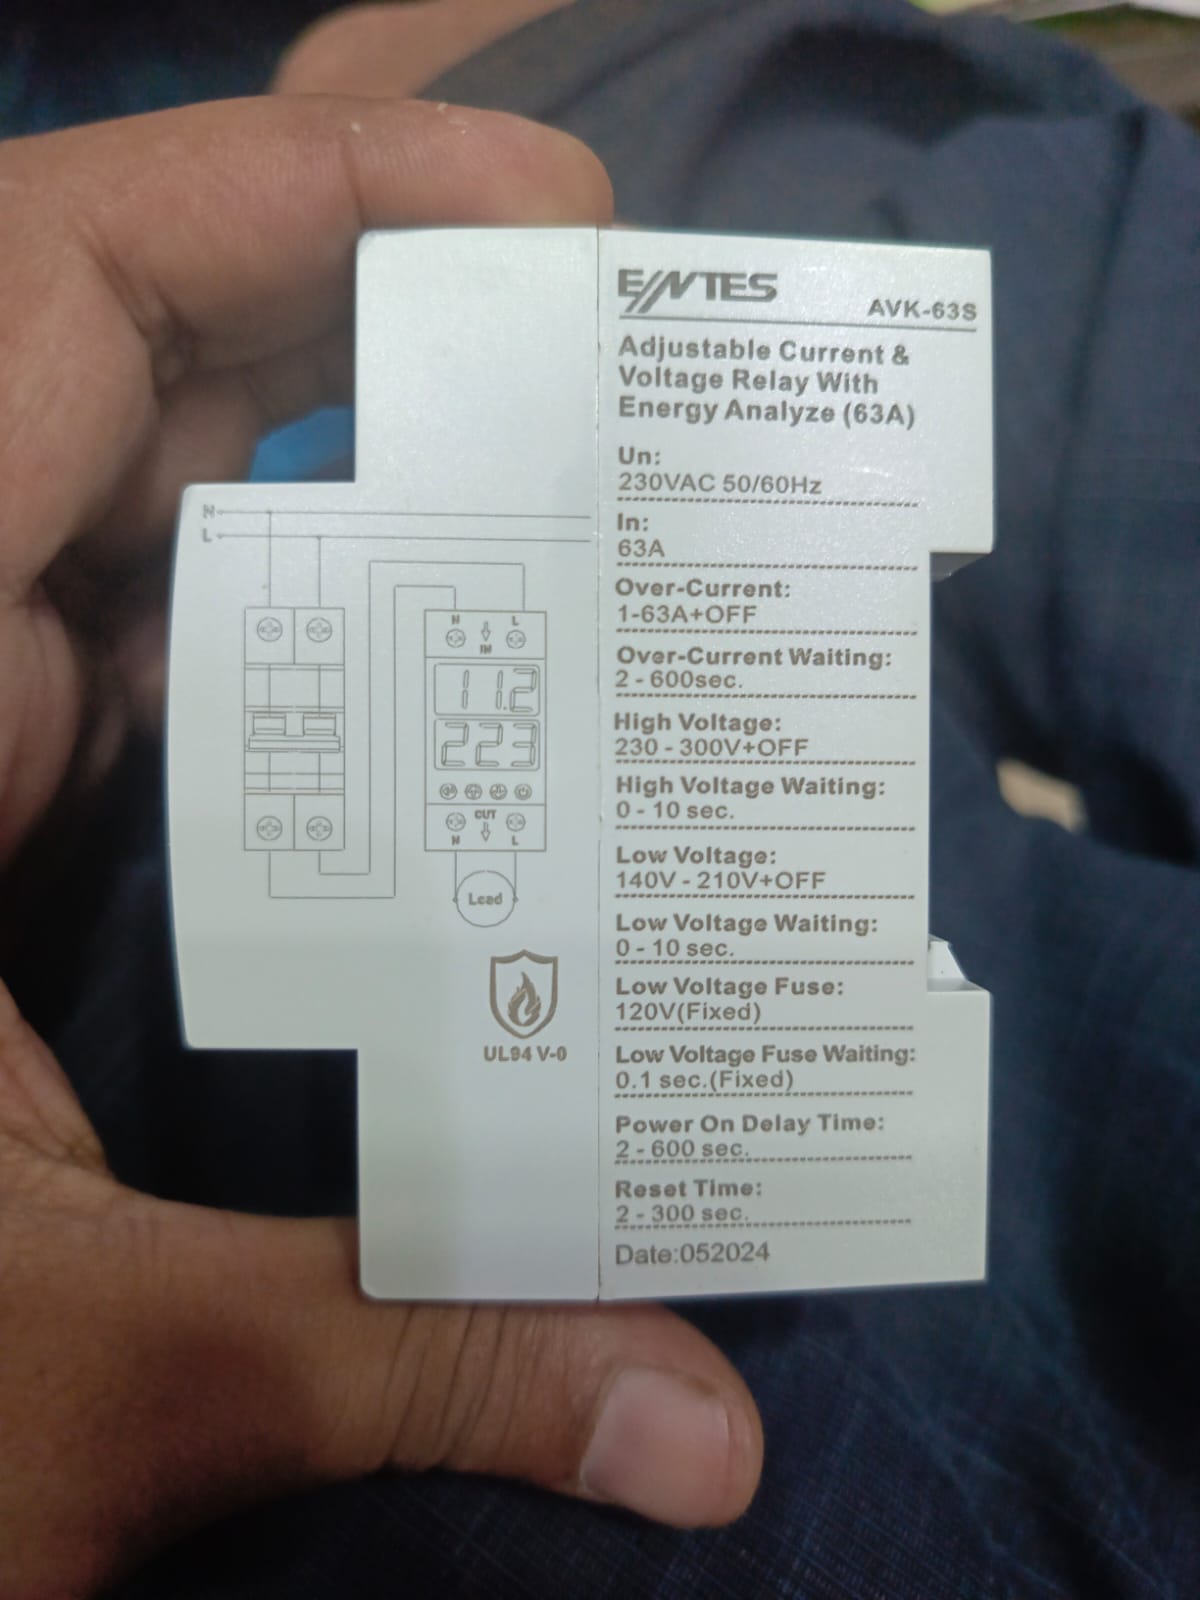 ENTES
AVK-63S
Adjustable Current &
Voltage Relay With
Energy Analyze (63A)
Un:
230VAC 50/60Hz
In:
63A
Over-Current:
1-63A+OFF
Over-Current Waiting:
2 - 600sec.
High Voltage:
230 - 300V+OFF
High Voltage Waiting:
0 - 10 sec.
Low Voltage:
140V - 210V+OFF
Low Voltage Waiting:
0 - 10 sec.
Low Voltage Fuse:
120V(Fixed)
Low Voltage Fuse Waiting:
0.1 sec.(Fixed)
Power On Delay Time:
2 - 600 sec.
Reset Time:
2 - 300 sec.
Date:052024
N
L
N L
IN
11.2
223
OUT
N L
Load
UL94 V-0